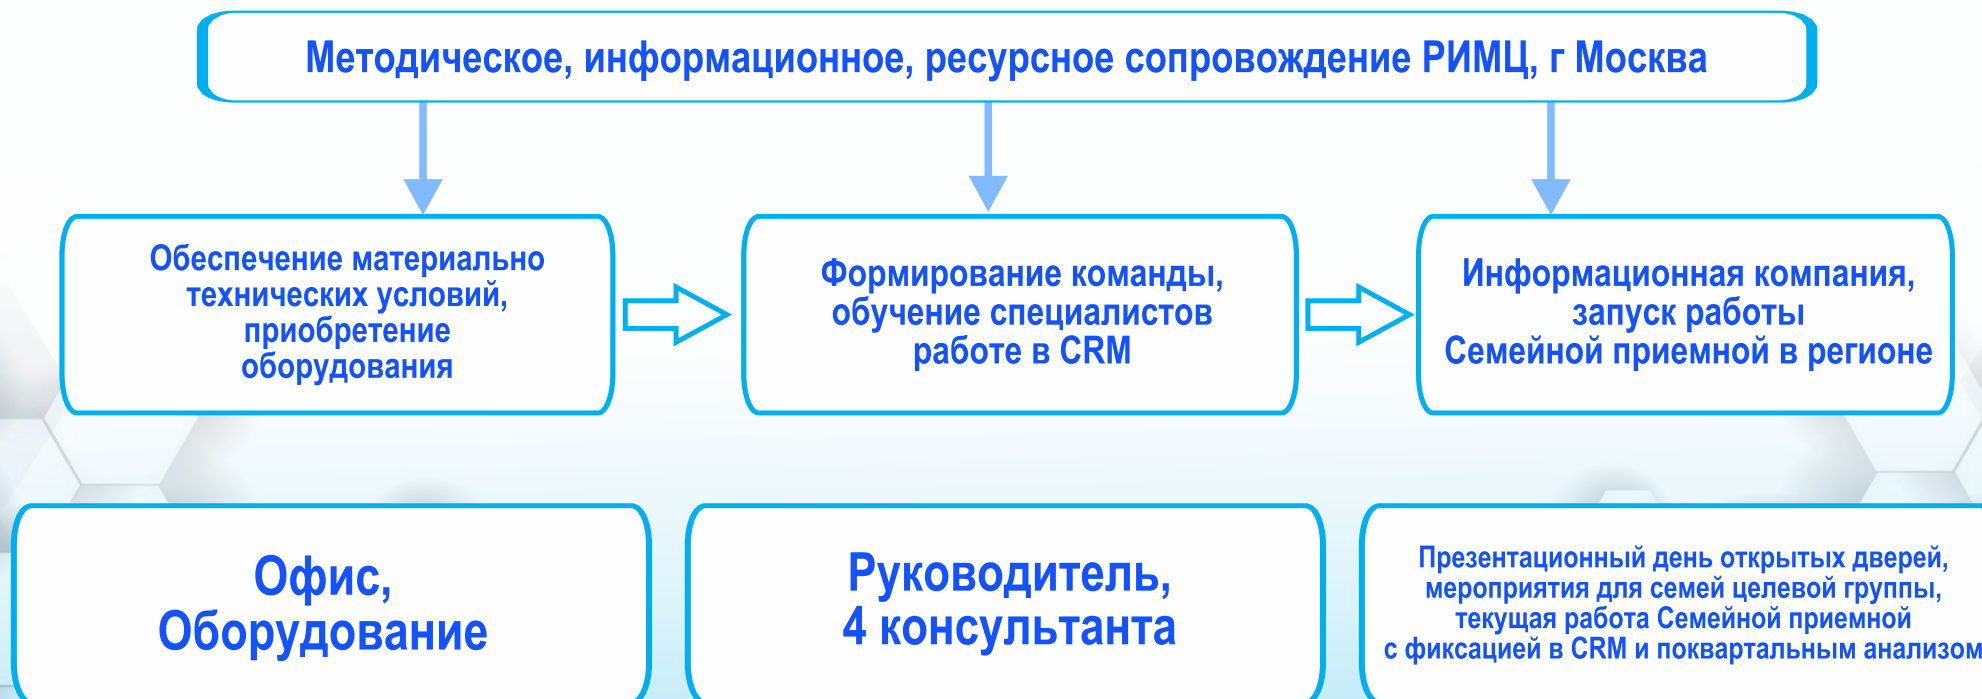 Методическое, информационное, ресурсное сопровождение РИМЦ, г Москва
Обеспечение материально
технических условий,
приобретение
оборудования
Формирование команды,
обучение специалистов
работе в CRM
Информационная компания,
запуск работы
Семейной приемной в регионе
Офис,
Оборудование
Руководитель,
4 консультанта
Презентационный день открытых дверей,
мероприятия для семей целевой группы,
текущая работа Семейной приемной
с фиксацией в CRM и поквартальным анализом